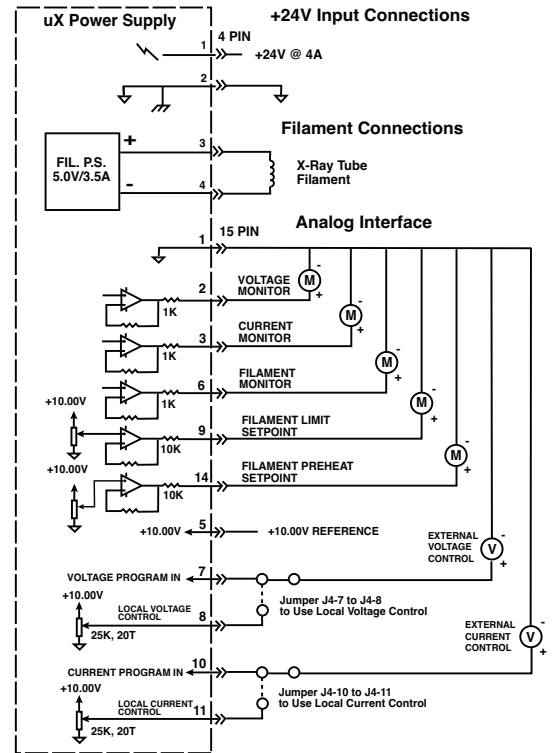 uX Power Supply
+24V Input Connections
4 PIN
1
+24V @ 4A
2
Filament Connections
FIL. P.S.
5.0V/3.5A
+
-
3
4
X-Ray Tube
Filament
Analog Interface
15 PIN
1
2
VOLTAGE
MONITOR
1K
M
-
+
3
CURRENT
MONITOR
1K
M
-
+
6
FILAMENT
MONITOR
1K
M
-
+
+10.00V
9
FILAMENT LIMIT
SETPOINT
10K
M
-
+
+10.00V
14
FILAMENT PREHEAT
SETPOINT
10K
M
-
+
+10.00V
5
+10.00V REFERENCE
EXTERNAL
VOLTAGE
CONTROL
V
-
+
VOLTAGE PROGRAM IN
7
+10.00V
LOCAL VOLTAGE
CONTROL
8
25K, 20T
Jumper J4-7 to J4-8
to Use Local Voltage Control
EXTERNAL
CURRENT
CONTROL
V
-
+
CURRENT PROGRAM IN
10
+10.00V
LOCAL CURRENT
CONTROL
11
25K, 20T
Jumper J4-10 to J4-11
to Use Local Current Control